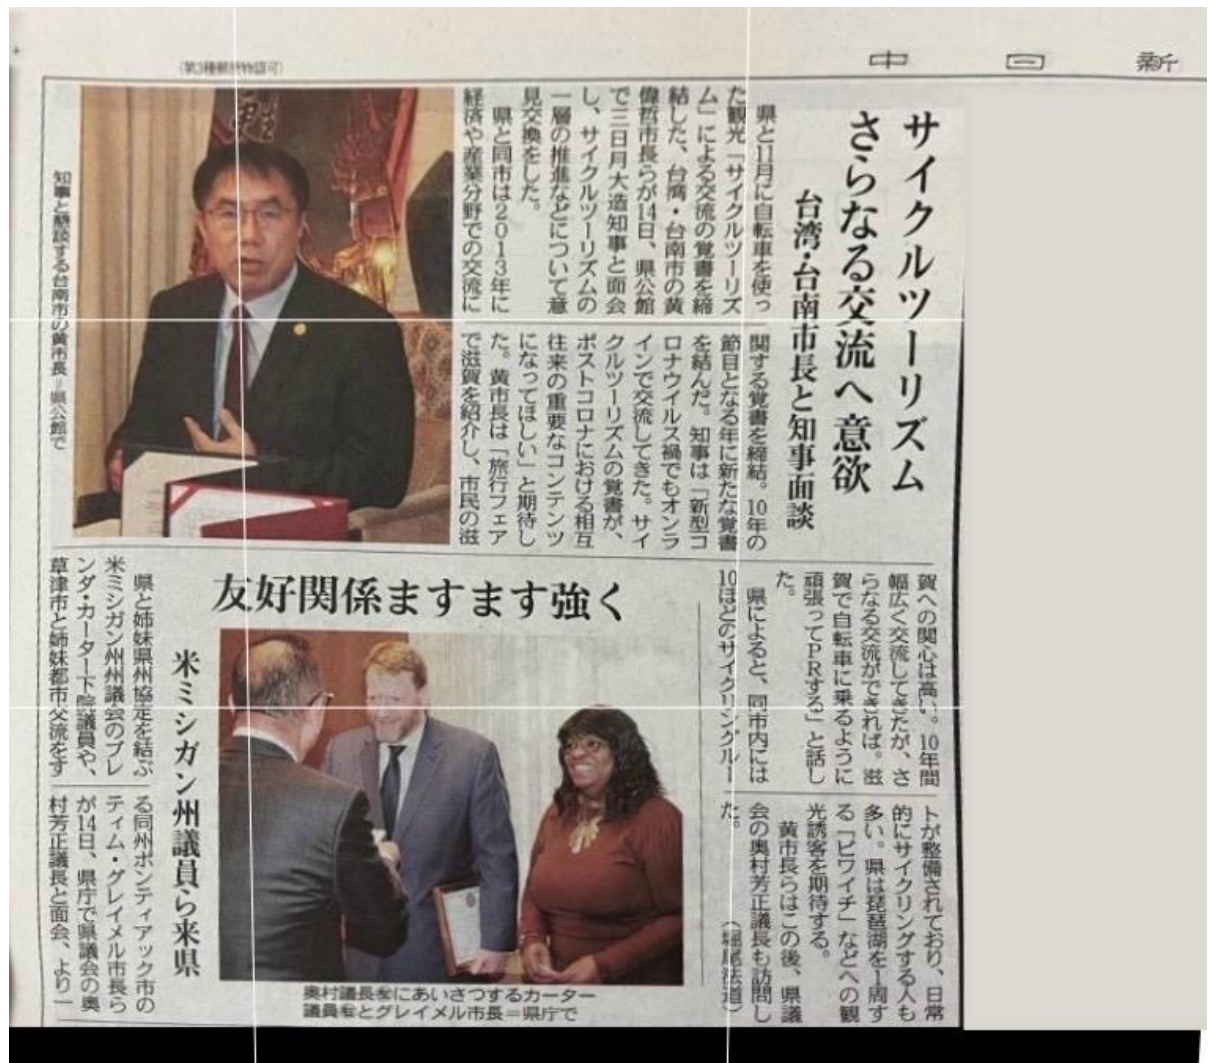 中日新
(第3種郵便物認可)
サイクルツーリズム
さらなる交流へ意欲
台湾・台南市長と知事面談
県と11月に自転車を使っ
た観光「サイクルツーリズ
ム」による交流の覚書を締
結した、台湾・台南市の黄
偉哲市長らが14日、県公館
で三日月大造知事と面会
し、サイクルツーリズムの
一層の推進などについて意
見交換をした。
県と同市は2013年に
経済や産業分野での交流に
関する覚書を締結。10年の
節目となる年に新たな覚書
を結んだ。知事は「新型コ
ロナウイルス禍でもオンラ
インで交流してきた。サイ
クルツーリズムの覚書が、
ポストコロナにおける相互
往来の重要なコンテンツ
になってほしい」と期待し
た。黄市長は「旅行フェア
で滋賀を紹介し、市民の滋
賀への関心は高い。10年間
幅広く交流してきたが、さ
らなる交流ができれば。滋
賀で自転車に乗るように
頑張ってPRする」と話し
た。
県によると、同市内には
10ほどのサイクリングルー
トが整備されており、日常
的にサイクリングする人も
多い。県は琵琶湖を1周す
る「ビワイチ」などへの観
光誘客を期待する。
黄市長らはこの後、県議
会の奥村芳正議長も訪問し
た。
(堀尾法道)
知事と懇談する台南市の黄市長=県公館で
友好関係ますます強く
米ミシガン州議員ら来県
県と姉妹県州協定を結ぶ
米ミシガン州州議会のブレ
ンダ・カーター下院議員や、
草津市と姉妹都市交流をす
る同州ポンティアック市の
ティム・グレイメル市長ら
が14日、県庁で県議会の奥
村芳正議長と面会、より一
奥村議長㊧にあいさつするカーター
議員㊨とグレイメル市長=県庁で